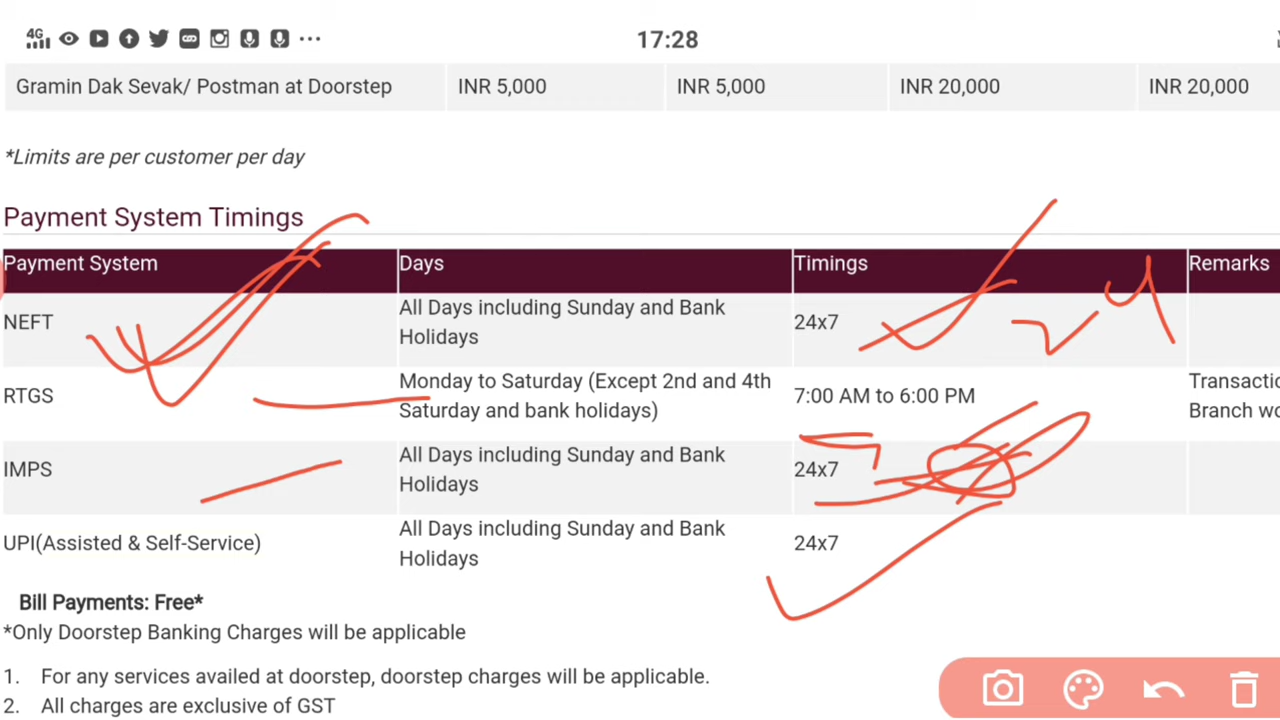 4G 17:28
Gramin Dak Sevak/ Postman at Doorstep INR 5,000 INR 5,000 INR 20,000 INR 20,000
*Limits are per customer per day
Payment System Timings
Payment System Days Timings Remarks
NEFT All Days including Sunday and Bank Holidays 24x7
RTGS Monday to Saturday (Except 2nd and 4th Saturday and bank holidays) 7:00 AM to 6:00 PM
Branch
IMPS All Days including Sunday and Bank Holidays 24x7
UPI(Assisted & Self-Service) All Days including Sunday and Bank Holidays 24x7
Bill Payments: Free*
*Only Doorstep Banking Charges will be applicable
1. For any services availed at doorstep, doorstep charges will be applicable.
2. All charges are exclusive of GST